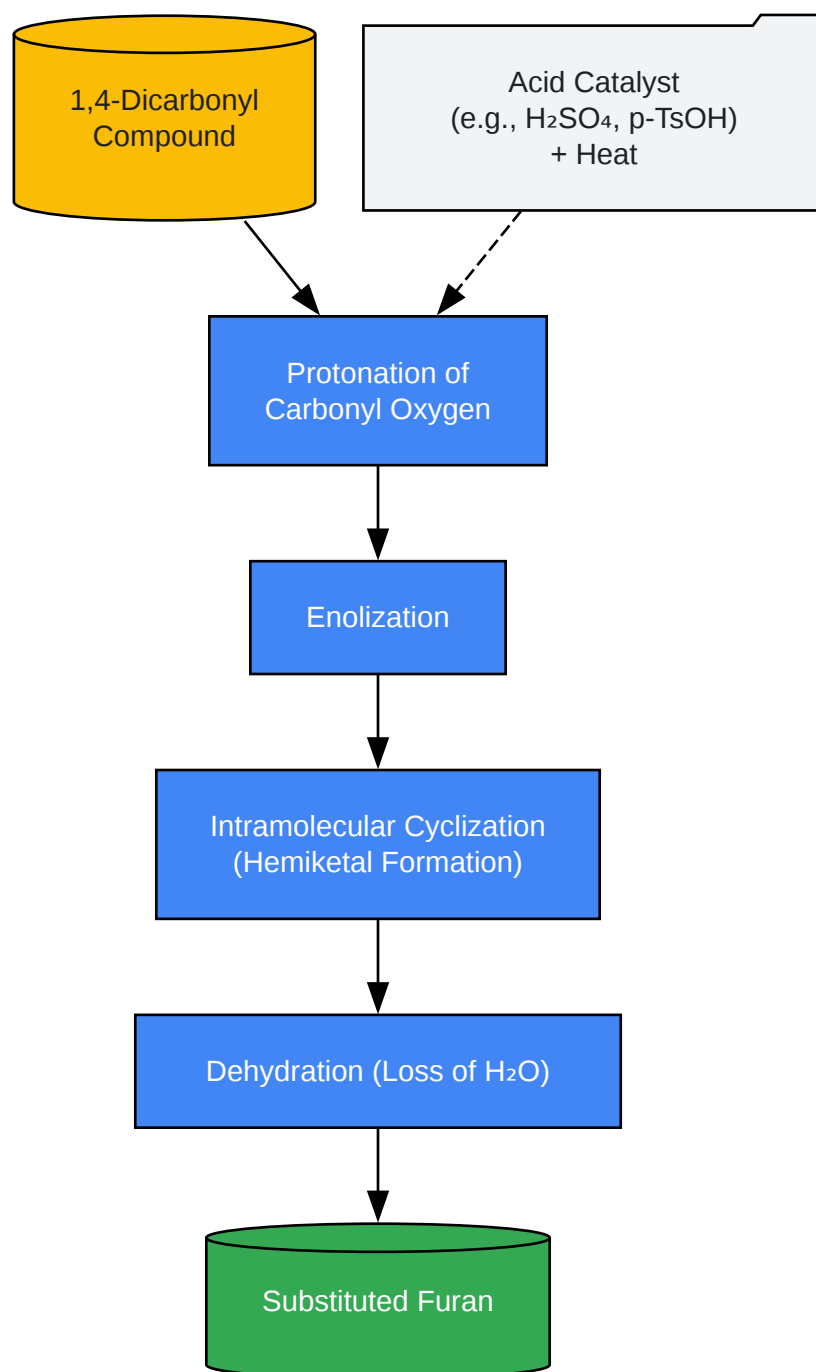 1,4-Dicarbonyl
Compound
Acid Catalyst
(e.g., H₂SO₄, p-TsOH)
+ Heat
Protonation of
Carbonyl Oxygen
Enolization
Intramolecular Cyclization
(Hemiketal Formation)
Dehydration (Loss of H₂O)
Substituted Furan